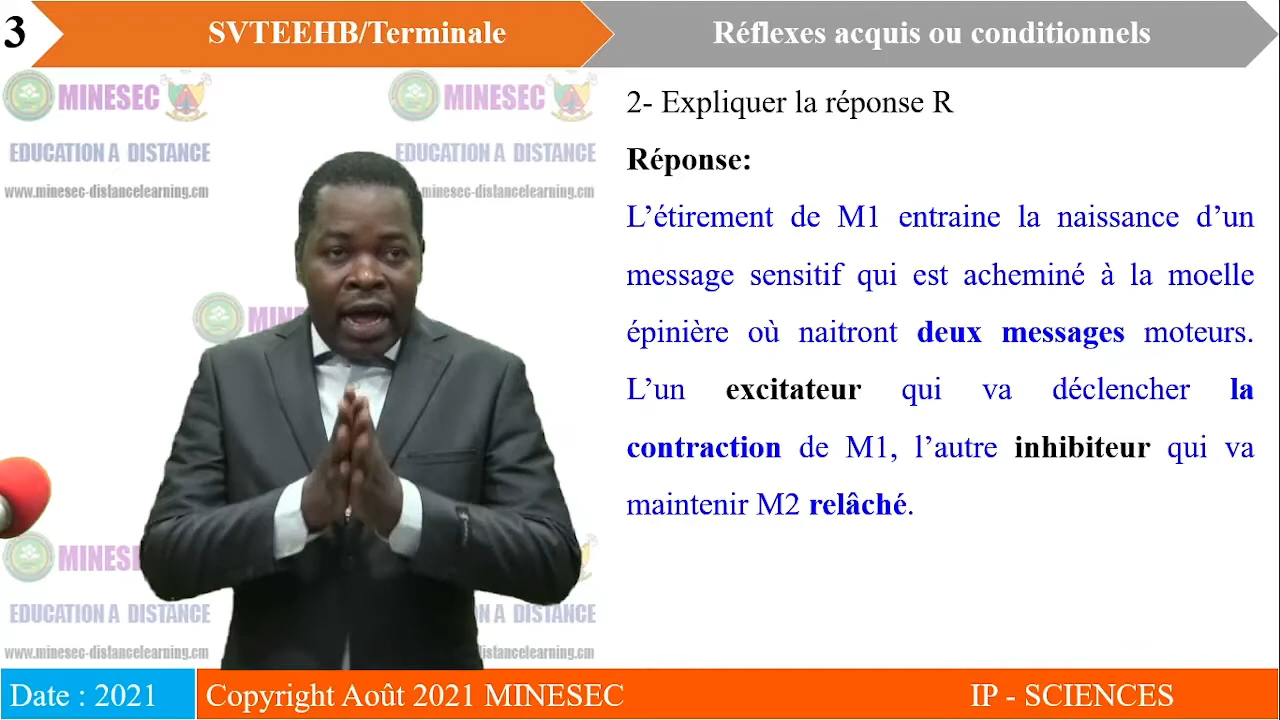 3
SVTEEHB/Terminale
Réflexes acquis ou conditionnels
MINESEC
MINESEC
EDUCATION A DISTANCE
EDUCATION A DISTANCE
www.minesec-distancelearning.cm
minesec-distancelearning.cm
2- Expliquer la réponse R
Réponse:
L’étirement de M1 entraine la naissance d’un
message sensitif qui est acheminé à la moelle
épinière où naitront deux messages moteurs.
L’un excitateur qui va déclencher la
contraction de M1, l’autre inhibiteur qui va
maintenir M2 relâché.
MINE
MINESE
EDUCATION A DISTANCE
N A DISTANCE
www.minesec-distancelearning.cm
distancelearning.cm
Date : 2021
Copyright Août 2021 MINESEC
IP - SCIENCES